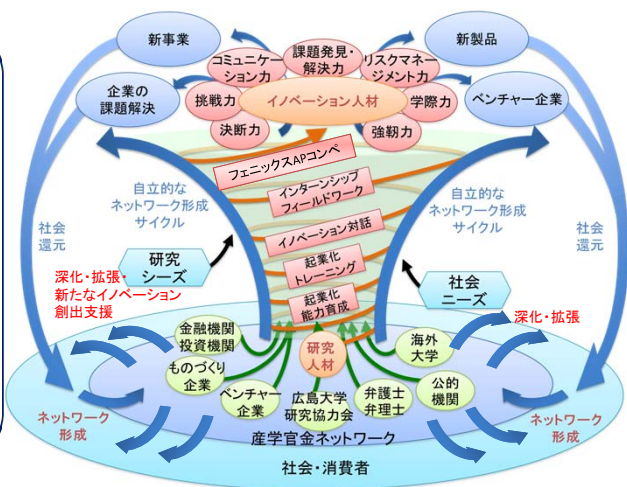 新事業
新製品
課題発見・
解決力
コミュニケー
ション力
リスクマネー
ジメント力
企業の
課題解決
ベンチャー企業
挑戦力
イノベーション人材
学際力
決断力
強靭力
フェニックスAPコンペ
インターンシップ
フィールドワーク
イノベーション対話
起業化
トレーニング
起業化
能力育成
自立的な
ネットワーク形成
サイクル
自立的な
ネットワーク形成
サイクル
社会
還元
社会
還元
研究
シーズ
社会
ニーズ
深化・拡張・
新たなイノベーション
創出支援
深化・拡張
金融機関
投資機関
研究
人材
海外
大学
ものづくり
企業
ベンチャー
企業
広島大学
研究協力会
弁護士
弁理士
公的
機関
ネットワーク
形成
ネットワーク
形成
産学官金ネットワーク
社会・消費者